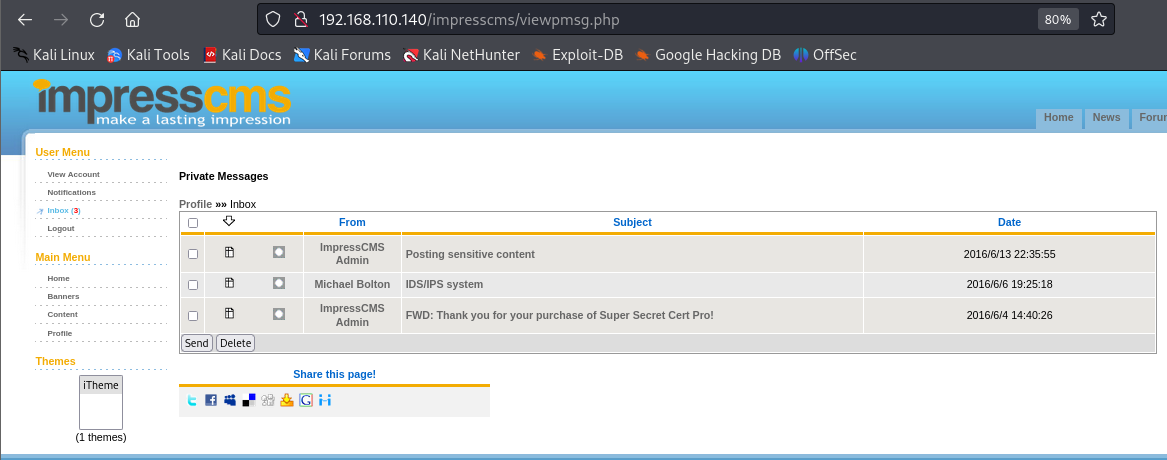 192.168.110.140/impresscms/viewpmsg.php
80%
Kali Linux Kali Tools Kali Docs Kali Forums Kali NetHunter Exploit-DB Google Hacking DB OffSec
impresscms
make a lasting impression
Home News Forum
User Menu
View Account
Notifications
Inbox (3)
Logout
Main Menu
Home
Banners
Content
Profile
Themes
iTheme
(1 themes)
Private Messages
Profile »» Inbox
From Subject Date
ImpressCMS Admin Posting sensitive content 2016/6/13 22:35:55
Michael Bolton IDS/IPS system 2016/6/6 19:25:18
ImpressCMS Admin FWD: Thank you for your purchase of Super Secret Cert Pro! 2016/6/4 14:40:26
Send Delete
Share this page!